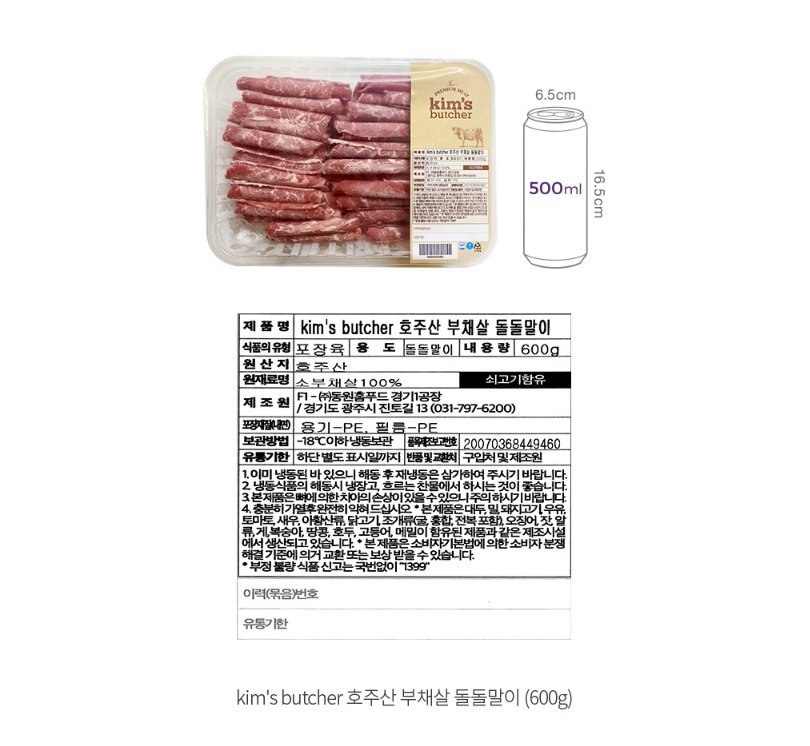 PREMIUM MEAT
kim's
butcher
kim's butcher 호주산 부채살 돌돌말이
6.5cm
500ml
16.5cm
제 품 명 kim's butcher 호주산 부채살 돌돌말이
식품의 유형 포장육 용 도 돌돌말이 내 용 량 600g
원 산 지 호주산
원재료명 소부채살100% 쇠고기함유
제 조 원 F1 - ㈜동원홈푸드 경기1공장
/ 경기도 광주시 진토길 13 (031-797-6200)
포장재질(내면) 용기-PE, 필름-PE
보관방법 -18℃이하 냉동보관 품목제조보고번호 20070368449460
유통기한 하단 별도 표시일까지 반품 및 교환처 구입처 및 제조원
1. 이미 냉동된 바 있으니 해동 후 재냉동은 삼가하여 주시기 바랍니다.
2. 냉동식품의 해동시 냉장고, 흐르는 찬물에서 하시는 것이 좋습니다.
3. 본 제품은 뼈에 의한 치아의 손상이 있을 수 있으니 주의 하시기 바랍니다.
4. 충분히 가열후 완전히 익혀 드십시오. * 본 제품은 대두, 밀, 돼지고기, 우유,
토마토, 새우, 아황산류, 닭고기, 조개류(굴, 홍합, 전복 포함), 오징어, 잣, 알
류, 게, 복숭아, 땅콩, 호두, 고등어, 메밀이 함유된 제품과 같은 제조시설
에서 생산되고 있습니다. * 본 제품은 소비자기본법에 의한 소비자 분쟁
해결 기준에 의거 교환 또는 보상 받을 수 있습니다.
* 부정 불량 식품 신고는 국번없이 "1399"
이력(묶음)번호
유통기한
kim's butcher 호주산 부채살 돌돌말이 (600g)